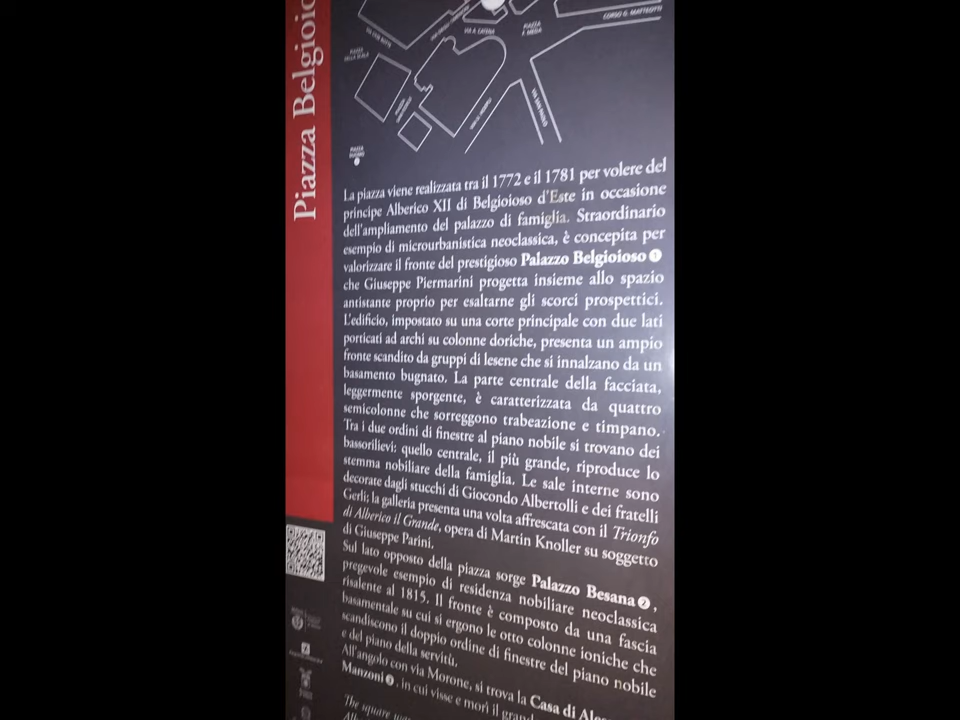 Piazza Belgioio
CORSO G. MATTEOTTI
PIAZZA
VIA A. CATENA
VIA SAN PAOLO
PIAZZA
DELLA SCALA
PIAZZA
DUOMO
La piazza viene realizzata tra il 1772 e il 1781 per volere del
principe Alberico XII di Belgioioso d'Este in occasione
dell'ampliamento del palazzo di famiglia. Straordinario
esempio di microurbanistica neoclassica, è concepita per
valorizzare il fronte del prestigioso Palazzo Belgioioso 1
che Giuseppe Piermarini progetta insieme allo spazio
antistante proprio per esaltarne gli scorci prospettici.
L'edificio, impostato su una corte principale con due lati
porticati ad archi su colonne doriche, presenta un ampio
fronte scandito da gruppi di lesene che si innalzano da un
basamento bugnato. La parte centrale della facciata,
leggermente sporgente, è caratterizzata da quattro
semicolonne che sorreggono trabeazione e timpano.
Tra i due ordini di finestre al piano nobile si trovano dei
bassorilievi: quello centrale, il più grande, riproduce lo
stemma nobiliare della famiglia. Le sale interne sono
decorate dagli stucchi di Giocondo Albertolli e dei fratelli
Gerli; la galleria presenta una volta affrescata con il Trionfo
di Alberico il Grande, opera di Martin Knoller su soggetto
di Giuseppe Parini.
Sul lato opposto della piazza sorge Palazzo Besana 2,
pregevole esempio di residenza nobiliare neoclassica
risalente al 1815. Il fronte è composto da una fascia
basamentale su cui si ergono le otto colonne ioniche che
scandiscono il doppio ordine di finestre del piano nobile
e del piano della servitù.
All'angolo con via Morone, si trova la Casa di Ales
Manzoni 3, in cui visse e morì il grand
The square was